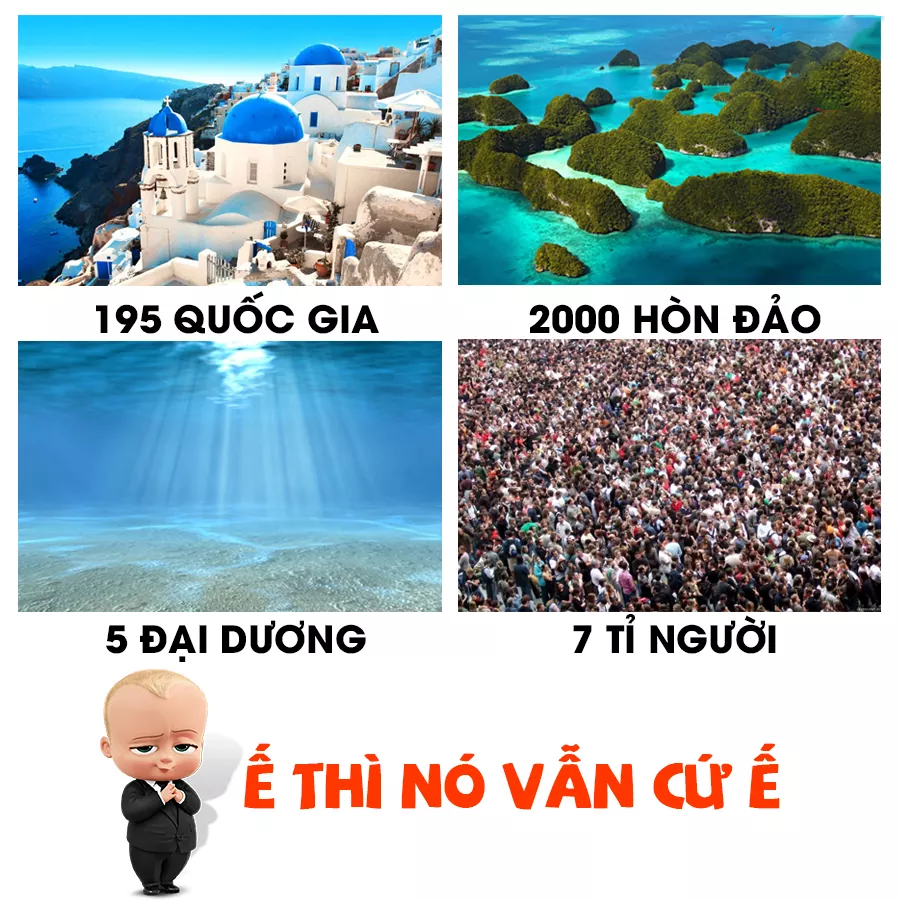 195 QUỐC GIA
2000 HÒN ĐẢO
5 ĐẠI DƯƠNG
7 TỈ NGƯỜI
Ế THÌ NÓ VẪN CỨ Ế